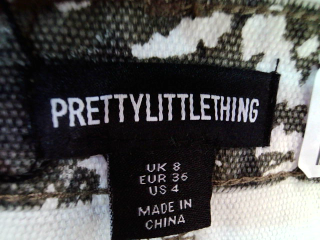 PRETTYLITTLETHING
UK 8
EUR 36
US 4
MADE IN
CHINA